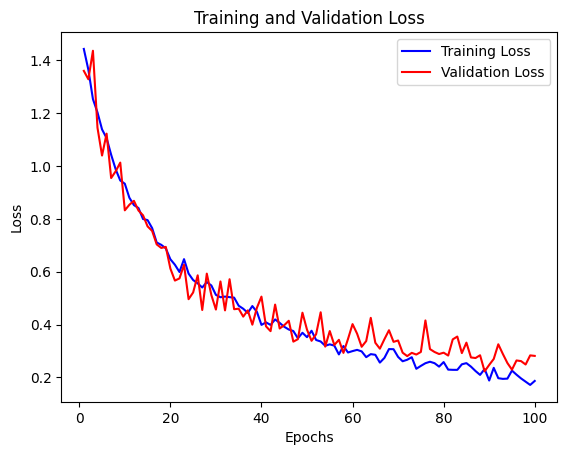 Training and Validation Loss
Training Loss
Validation Loss
Loss
1.4
1.2
1.0
0.8
0.6
0.4
0.2
0
20
40
60
80
100
Epochs